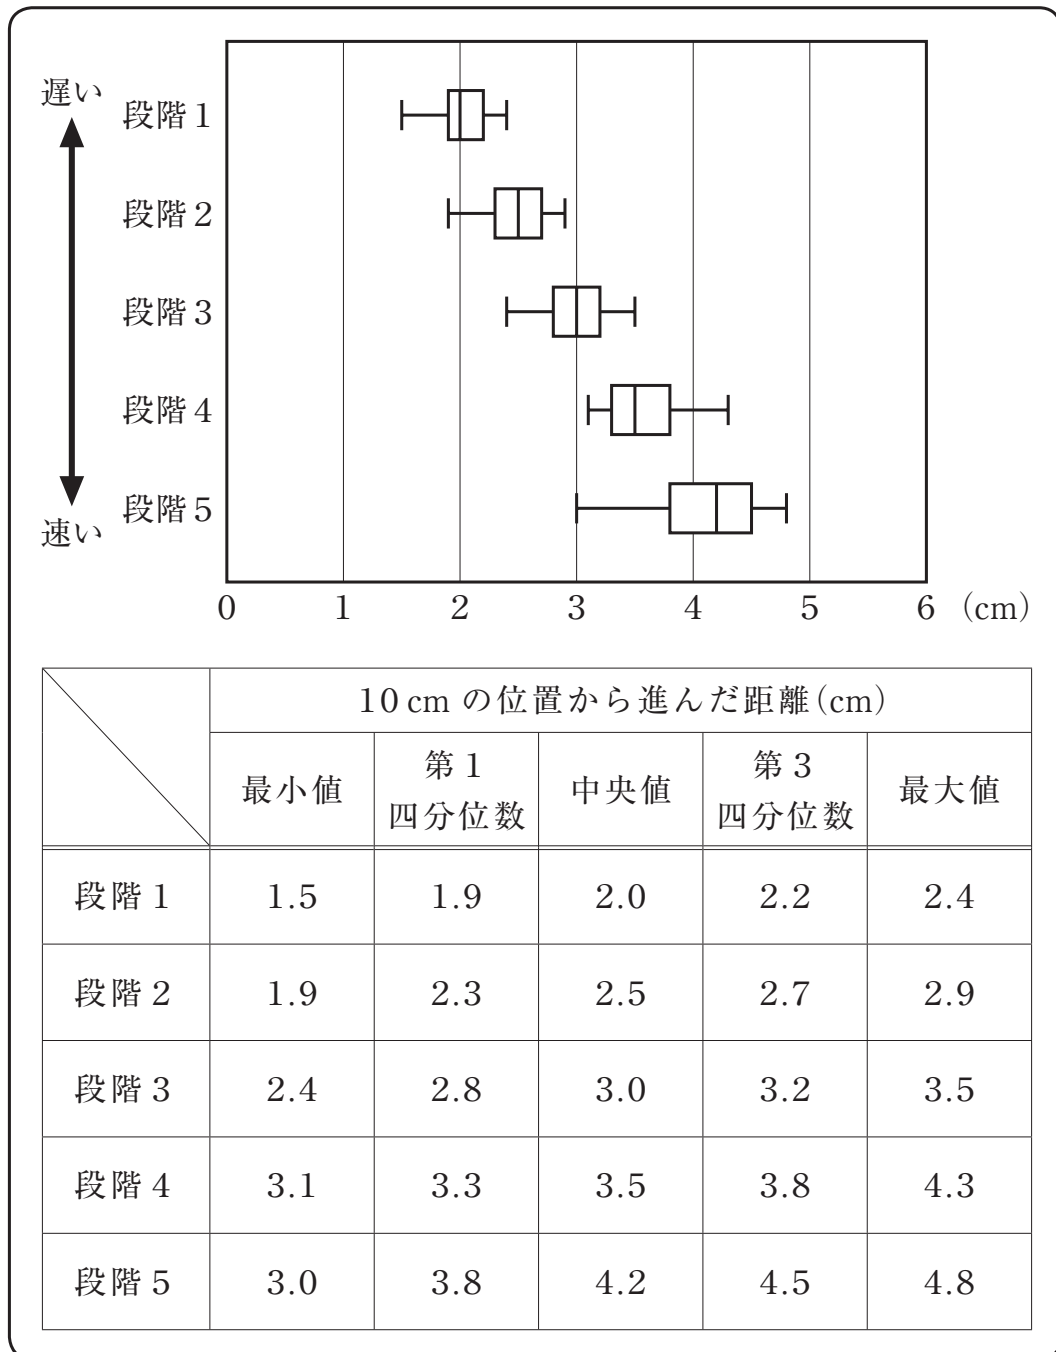 遅い
段階1
段階2
段階3
段階4
段階5
速い
0 1 2 3 4 5 6 (cm)
10 cm の位置から進んだ距離(cm)
最小値 第1四分位数 中央値 第3四分位数 最大値
段階1 1.5 1.9 2.0 2.2 2.4
段階2 1.9 2.3 2.5 2.7 2.9
段階3 2.4 2.8 3.0 3.2 3.5
段階4 3.1 3.3 3.5 3.8 4.3
段階5 3.0 3.8 4.2 4.5 4.8